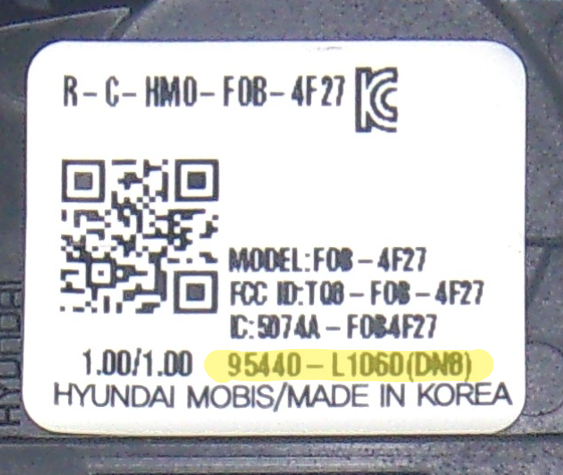 R-C-HMO-FOB-4F27
MODEL:FOB-4F27
FCC ID:TQ8-FOB-4F27
IC:5074A-FOB4F27
1.00/1.00 95440-L1060(DN8)
HYUNDAI MOBIS/MADE IN KOREA
HYUNDAI